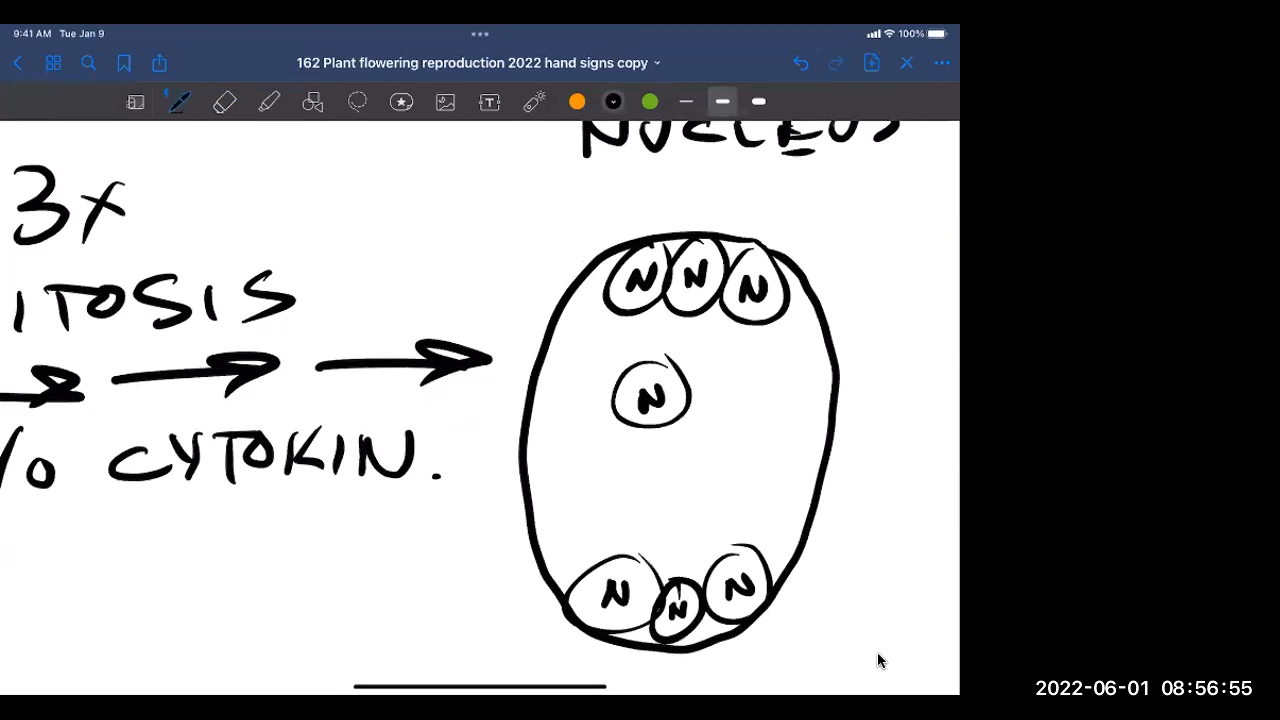 9:41 AM Tue Jan 9
100%
162 Plant flowering reproduction 2022 hand signs copy
NUCLEUS
3x
ITOSIS
/o CYTOKIN.
N N N
N
N N N
2022-06-01 08:56:55